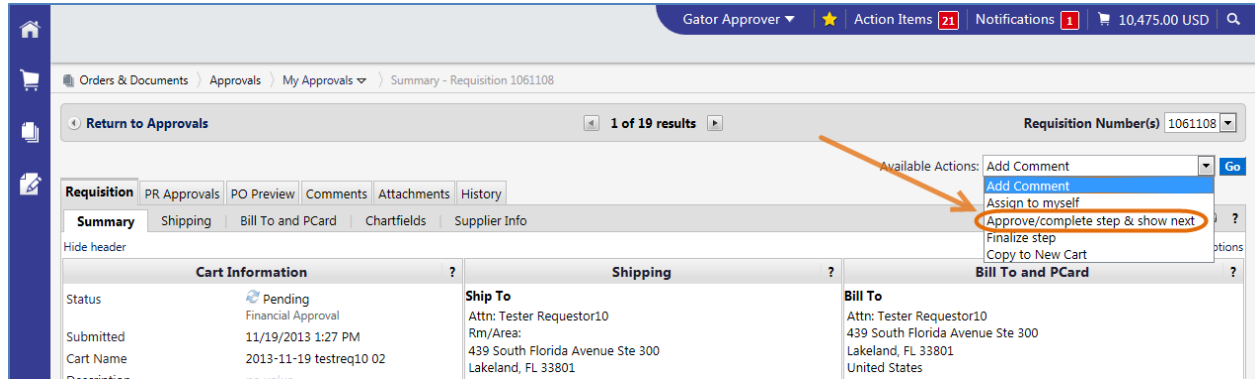 Gator Approver Action Items 21 Notifications 1 10,475.00 USD
Orders & Documents Approvals My Approvals Summary - Requisition 1061108
Return to Approvals 1 of 19 results Requisition Number(s) 1061108
Available Actions: Add Comment Go
Add Comment
Assign to myself
Approve/complete step & show next
Finalize step
Copy to New Cart
Requisition PR Approvals PO Preview Comments Attachments History
Summary Shipping Bill To and PCard Chartfields Supplier Info ?
Hide header ptions
Cart Information ? Shipping ? Bill To and PCard ?
Status Pending
Financial Approval
Submitted 11/19/2013 1:27 PM
Cart Name 2013-11-19 testreq10 02
Description no value
Ship To
Attn: Tester Requestor10
Rm/Area:
439 South Florida Avenue Ste 300
Lakeland, FL 33801
Bill To
Attn: Tester Requestor10
439 South Florida Avenue Ste 300
Lakeland, FL 33801
United States